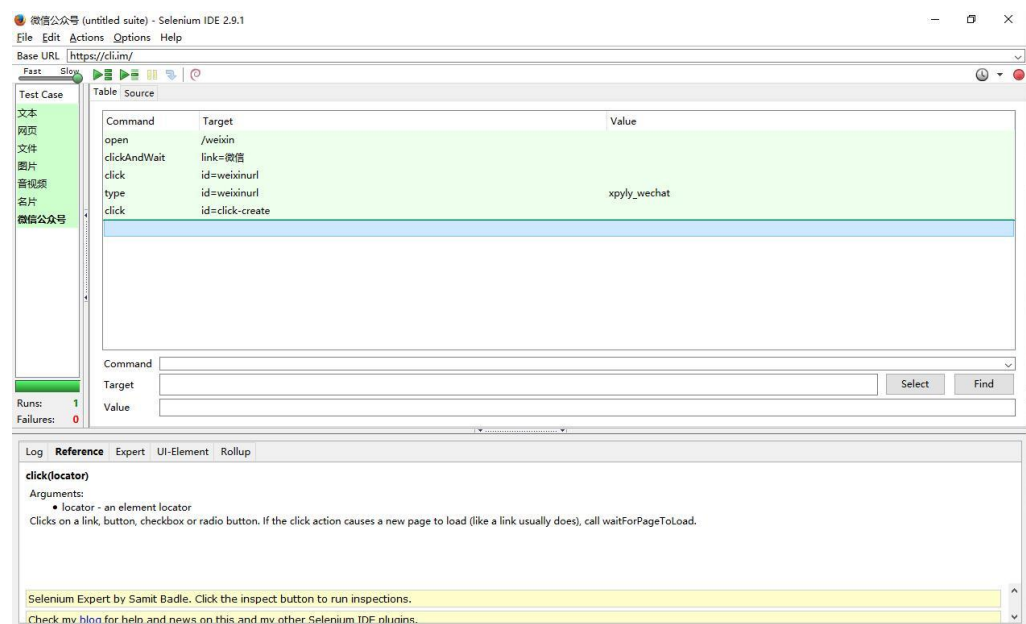 微信公众号 (untitled suite) - Selenium IDE 2.9.1
File Edit Actions Options Help
Base URL https://cli.im/
Fast Slow
Test Case
Table Source
文本
网页
文件
图片
音视频
名片
微信公众号
Command Target Value
open /weixin
clickAndWait link=微信
click id=weixinurl
type id=weixinurl xpyly_wechat
click id=click-create
Command
Target Select Find
Value
Runs: 1
Failures: 0
Log Reference Expert UI-Element Rollup
click(locator)
Arguments:
• locator - an element locator
Clicks on a link, button, checkbox or radio button. If the click action causes a new page to load (like a link usually does), call waitForPageToLoad.
Selenium Expert by Samit Badle. Click the inspect button to run inspections.
Check my blog for help and news on this and my other Selenium IDE plugins.